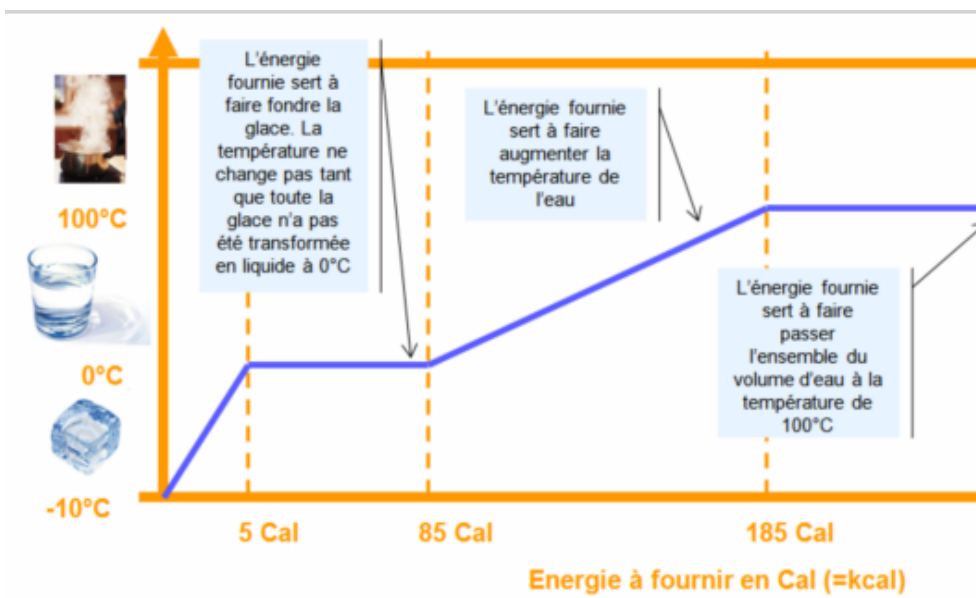 L'énergie
fournie sert à
faire fondre la
glace. La
température ne
change pas tant
que toute la
glace n'a pas
été transformée
en liquide à 0°C
L'énergie fournie
sert à faire
augmenter la
température de
l'eau
100°C
L'énergie fournie
sert à faire
passer
l'ensemble du
volume d'eau à la
température de
100°C
0°C
-10°C
5 Cal
85 Cal
185 Cal
Energie à fournir en Cal (=kcal)